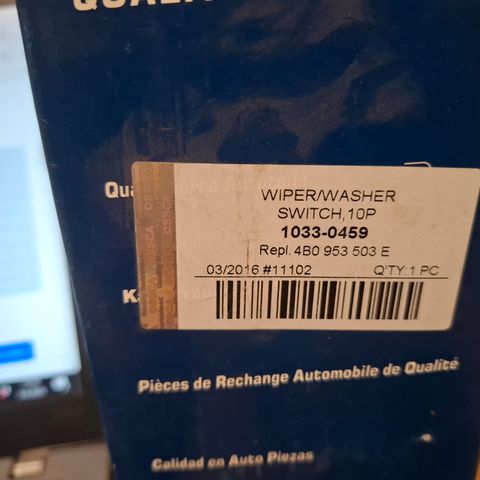 WIPER/WASHER
SWITCH,10P
1033-0459
Repl. 4B0 953 503 E
03/2016 #11102 Q'TY:1 PC
Pièces de Rechange Automobile de Qualité
Calidad en Auto Piezas